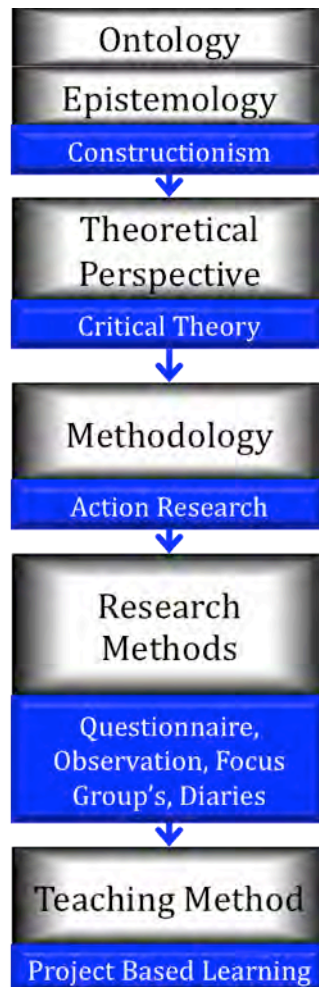 Ontology
Epistemology
Constructionism
Theoretical
Perspective
Critical Theory
Methodology
Action Research
Research
Methods
Questionnaire,
Observation, Focus
Group's, Diaries
Teaching Method
Project Based Learning